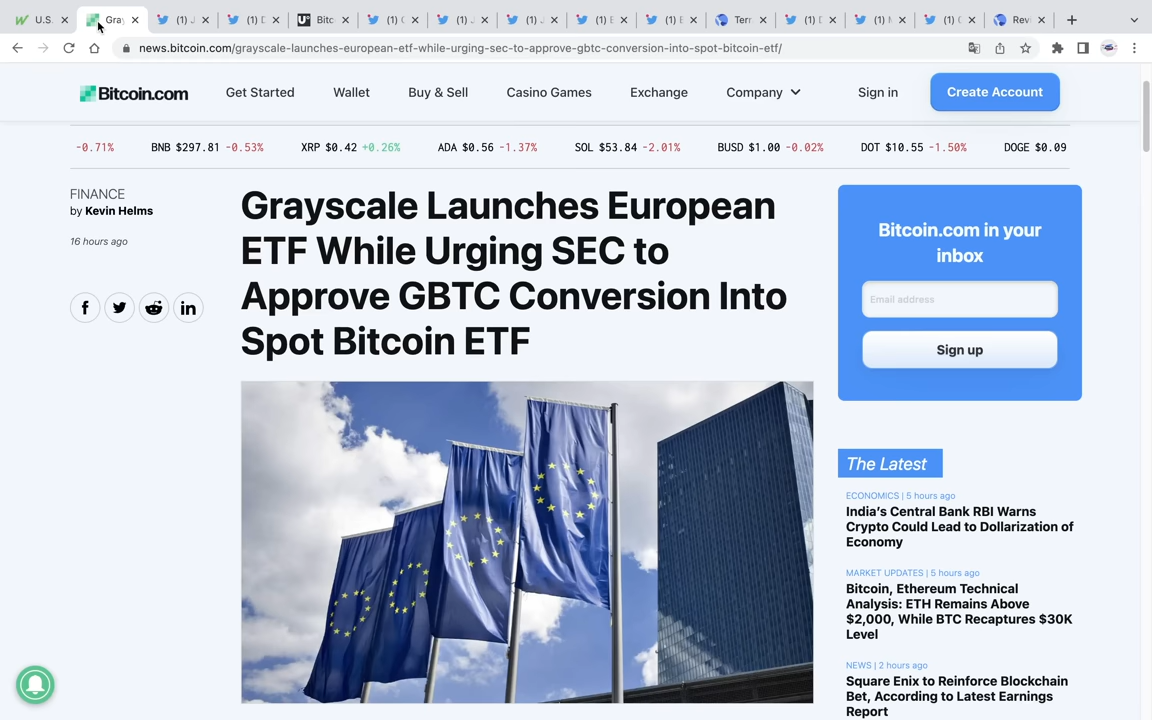 U.S.
Gray
(1) J
(1) D
Bitc
(1) C
(1) J
(1) J
(1) E
(1) E
Terr
(1) D
(1) M
(1) C
Revi
news.bitcoin.com/grayscale-launches-european-etf-while-urging-sec-to-approve-gbtc-conversion-into-spot-bitcoin-etf/
Bitcoin.com
Get Started
Wallet
Buy & Sell
Casino Games
Exchange
Company
Sign in
Create Account
-0.71% BNB $297.81 -0.53% XRP $0.42 +0.26% ADA $0.56 -1.37% SOL $53.84 -2.01% BUSD $1.00 -0.02% DOT $10.55 -1.50% DOGE $0.09
FINANCE
by Kevin Helms
16 hours ago
Grayscale Launches European
ETF While Urging SEC to
Approve GBTC Conversion Into
Spot Bitcoin ETF
Bitcoin.com in your
inbox
Email address
Sign up
The Latest
ECONOMICS | 5 hours ago
India's Central Bank RBI Warns
Crypto Could Lead to Dollarization of
Economy
MARKET UPDATES | 5 hours ago
Bitcoin, Ethereum Technical
Analysis: ETH Remains Above
$2,000, While BTC Recaptures $30K
Level
NEWS | 2 hours ago
Square Enix to Reinforce Blockchain
Bet, According to Latest Earnings
Report